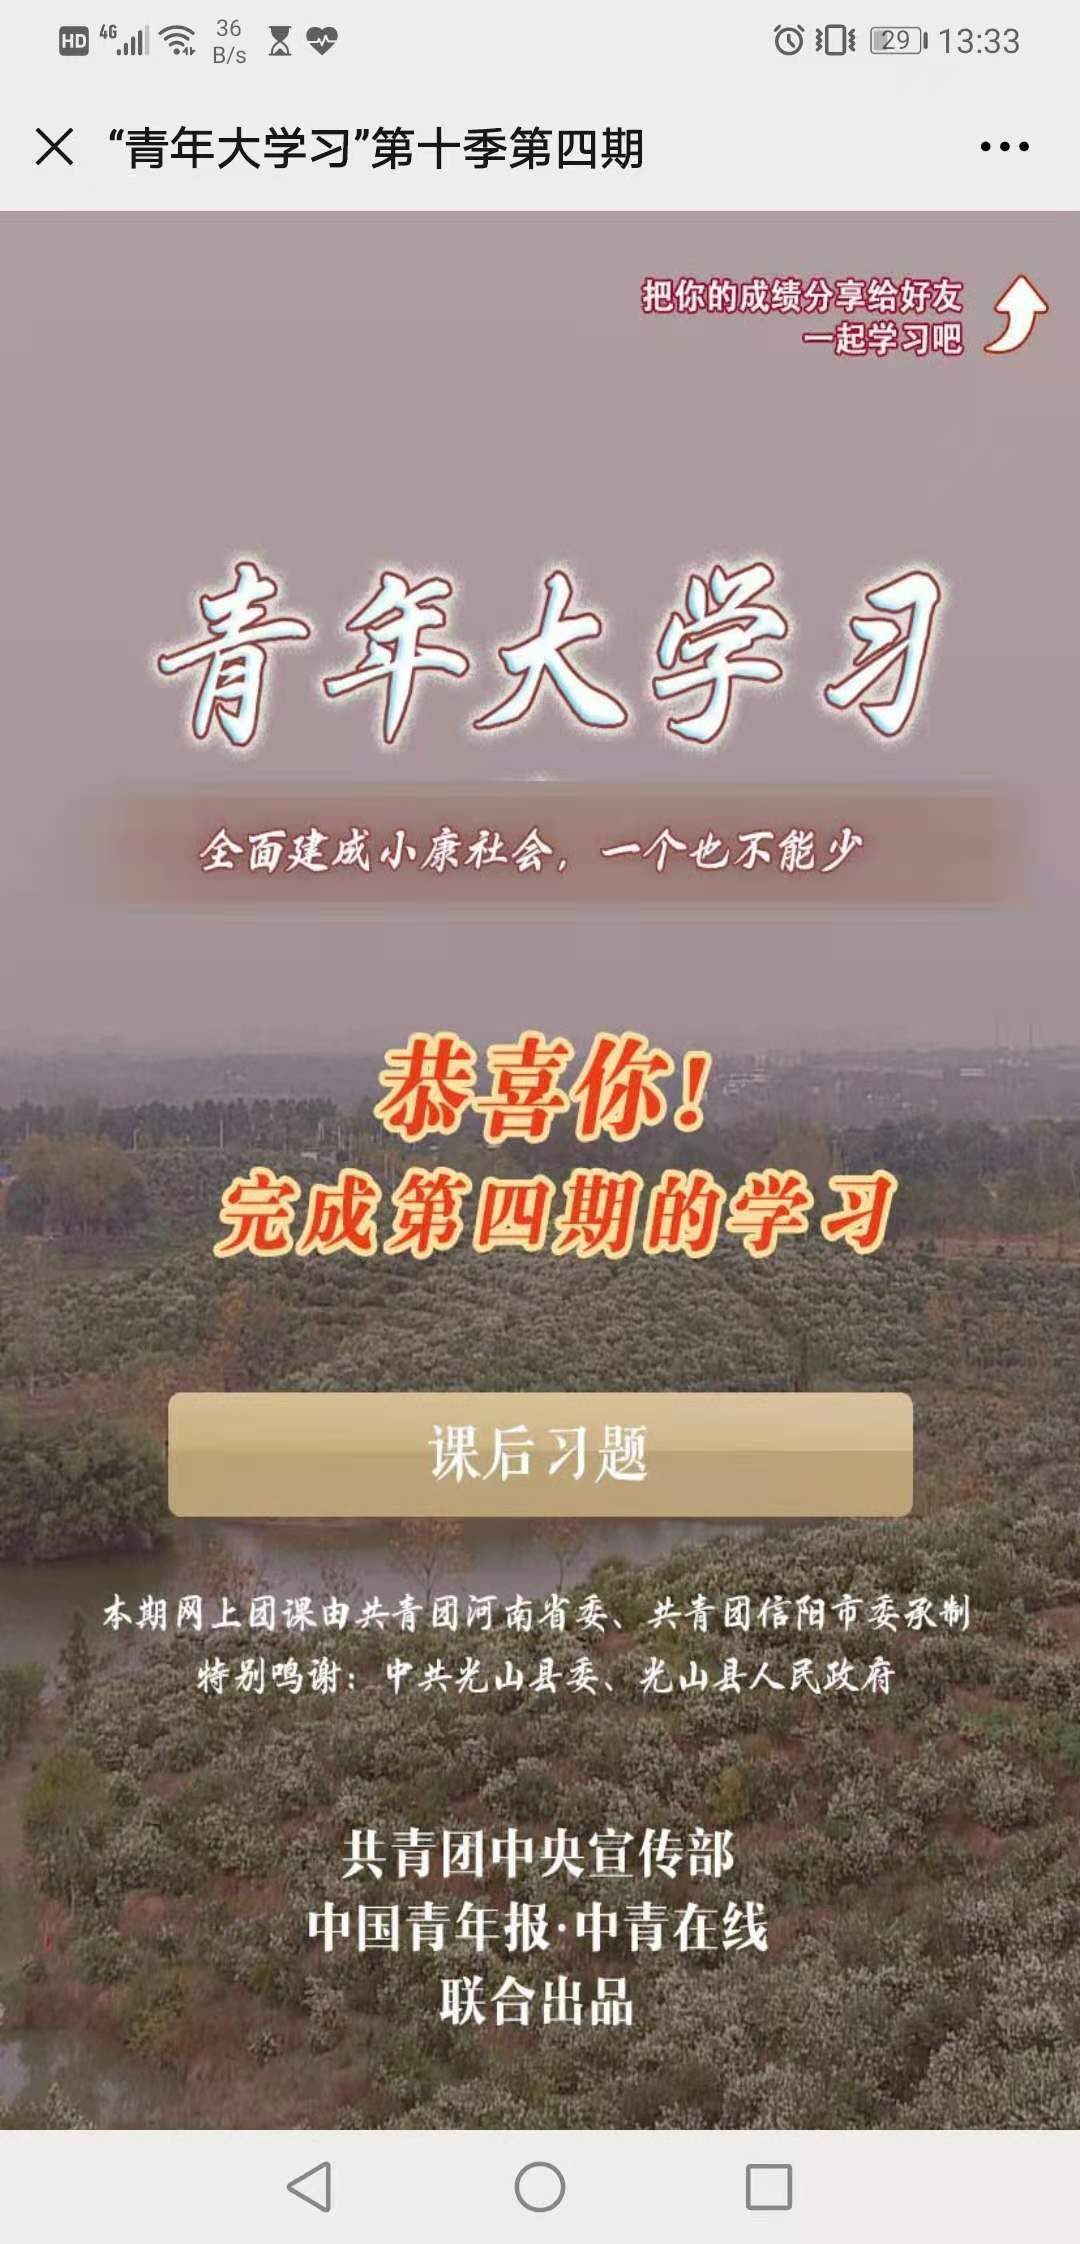 HD 4G 36 B/s 29 13:33
“青年大学习”第十季第四期
把你的成绩分享给好友
一起学习吧
青年大学习
全面建成小康社会，一个也不能少
恭喜你！
完成第四期的学习
课后习题
本期网上团课由共青团河南省委、共青团信阳市委承制
特别鸣谢：中共光山县委、光山县人民政府
共青团中央宣传部
中国青年报·中青在线
联合出品